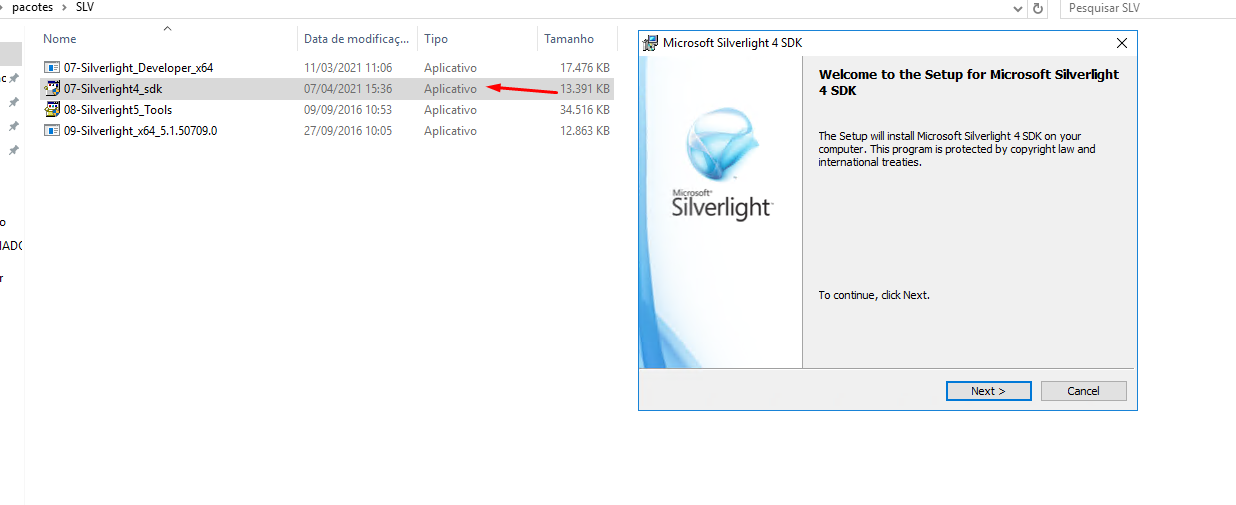 pacotes > SLV
Pesquisar SLV
Nome
Data de modificaç...
Tipo
Tamanho
07-Silverlight_Developer_x64 11/03/2021 11:06 Aplicativo 17.476 KB
07-Silverlight4_sdk 07/04/2021 15:36 Aplicativo 13.391 KB
08-Silverlight5_Tools 09/09/2016 10:53 Aplicativo 34.516 KB
09-Silverlight_x64_5.1.50709.0 27/09/2016 10:05 Aplicativo 12.863 KB
Microsoft Silverlight 4 SDK
Welcome to the Setup for Microsoft Silverlight
4 SDK
The Setup will install Microsoft Silverlight 4 SDK on your
computer. This program is protected by copyright law and
international treaties.
Microsoft®
Silverlight™
To continue, click Next.
Next >
Cancel